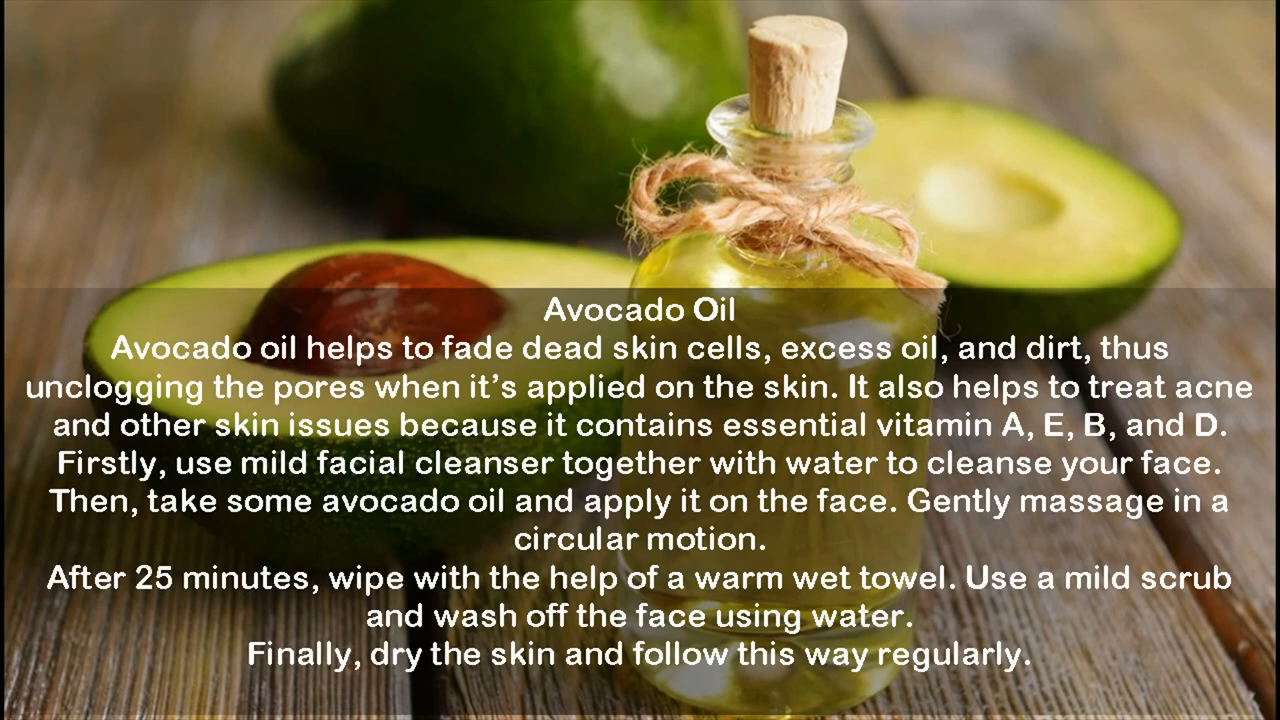 Avocado Oil
Avocado oil helps to fade dead skin cells, excess oil, and dirt, thus
unclogging the pores when it’s applied on the skin. It also helps to treat acne
and other skin issues because it contains essential vitamin A, E, B, and D.
Firstly, use mild facial cleanser together with water to cleanse your face.
Then, take some avocado oil and apply it on the face. Gently massage in a
circular motion.
After 25 minutes, wipe with the help of a warm wet towel. Use a mild scrub
and wash off the face using water.
Finally, dry the skin and follow this way regularly.